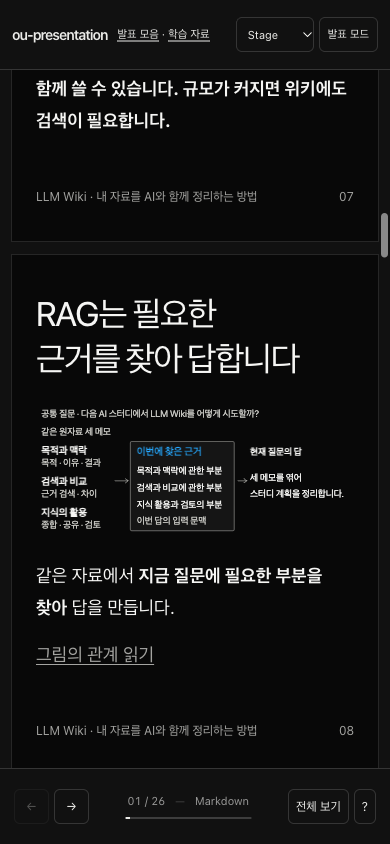 ou-presentation 발표 모음 · 학습 자료 Stage 발표 모드
함께 쓸 수 있습니다. 규모가 커지면 위키에도
검색이 필요합니다.
LLM Wiki · 내 자료를 AI와 함께 정리하는 방법 07
RAG는 필요한
근거를 찾아 답합니다
공통 질문 · 다음 AI 스터디에서 LLM Wiki를 어떻게 시도할까?
같은 원자료 세 메모
목적과 맥락
목적 · 이유 · 결과
검색과 비교
근거 검색 · 차이
지식의 활용
종합 · 공유 · 검토
→
이번에 찾은 근거
목적과 맥락에 관한 부분
검색과 비교에 관한 부분
지식 활용과 검토의 부분
이번 답의 입력 문맥
→
현재 질문의 답
세 메모를 엮어
스터디 계획을 정리합니다.
같은 자료에서 지금 질문에 필요한 부분을
찾아 답을 만듭니다.
그림의 관계 읽기
LLM Wiki · 내 자료를 AI와 함께 정리하는 방법 08
← → 01 / 26 — Markdown 전체 보기 ?